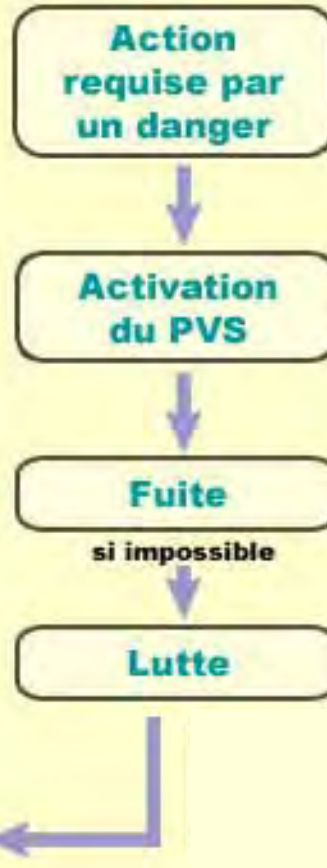 Action
requise par
un danger
Activation
du PVS
Fuite
si impossible
Lutte